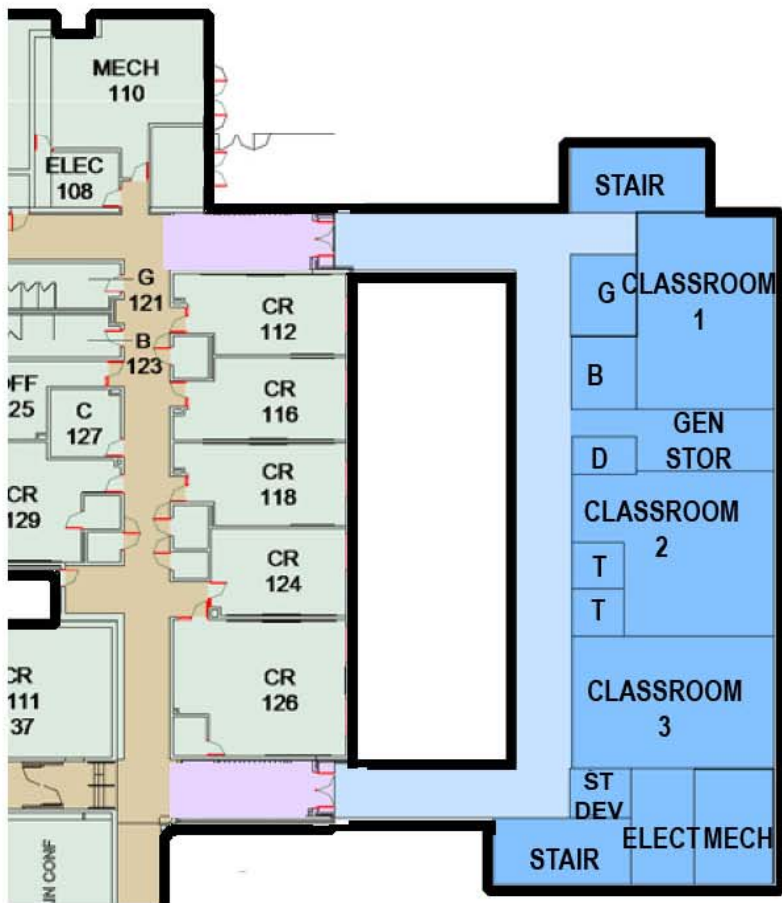 MECH
110
ELEC
108
STAIR
G
121
B
123
CR
112
G
CLASSROOM
1
OFF
25
C
127
CR
116
B
GEN
STOR
D
CR
129
CR
118
CLASSROOM
2
T
T
CR
124
CR
111
37
CR
126
CLASSROOM
3
ST
DEV
STAIR
ELECT
MECH
IN CONF